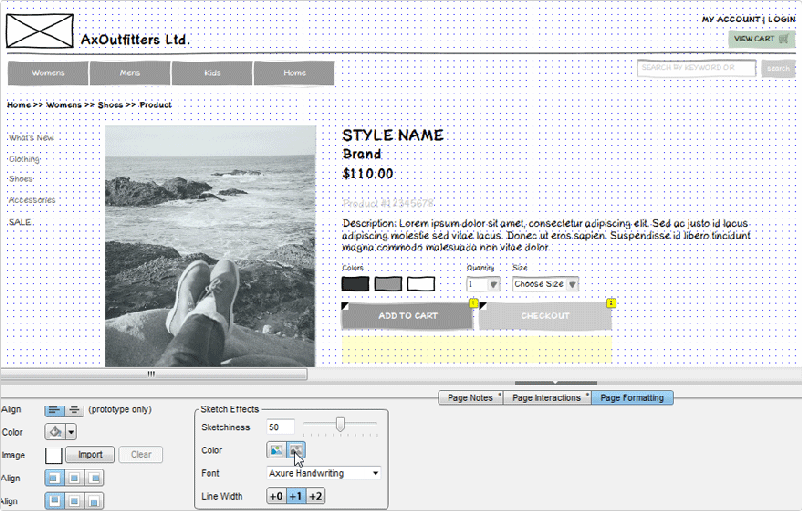 MY ACCOUNT | LOGIN
AxOutfitters Ltd.
VIEW CART
Womens Mens Kids Home
SEARCH BY KEYWORD OR
search
Home >> Womens >> Shoes >> Product
What's New
Clothing
Shoes
Accessories
SALE
STYLE NAME
Brand
$110.00
Product #12345678
Description: Lorem ipsum dolor sit amet, consectetur adipiscing elit. Sed ac justo id lacus
adipiscing molestie sed vitae lacus. Donec ut eros sapien. Suspendisse id libero tincidunt
magna commodo malesuada non vitae dolor.
Colors Quantity Size
1 Choose Size
ADD TO CART 1 CHECKOUT 2
Page Notes * Page Interactions * Page Formatting
Align (prototype only)
Color
Image Import Clear
Align
Align
Sketch Effects
Sketchiness 50
Color
Font Axure Handwriting
Line Width +0 +1 +2